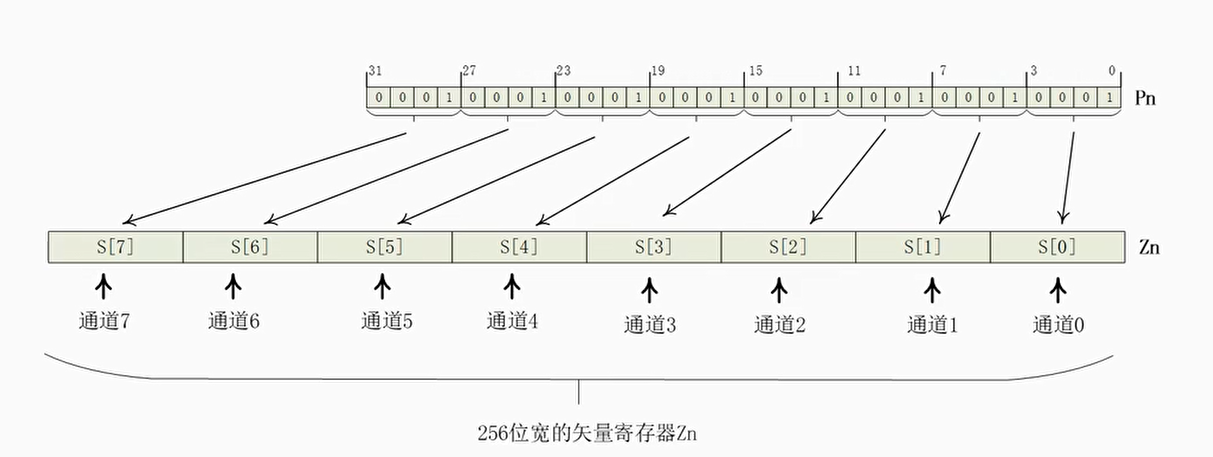 31 27 23 19 15 11 7 3 0
0 0 0 1 0 0 0 1 0 0 0 1 0 0 0 1 0 0 0 1 0 0 0 1 0 0 0 1 0 0 0 1 Pn
S[7] S[6] S[5] S[4] S[3] S[2] S[1] S[0] Zn
通道7 通道6 通道5 通道4 通道3 通道2 通道1 通道0
256位宽的矢量寄存器Zn